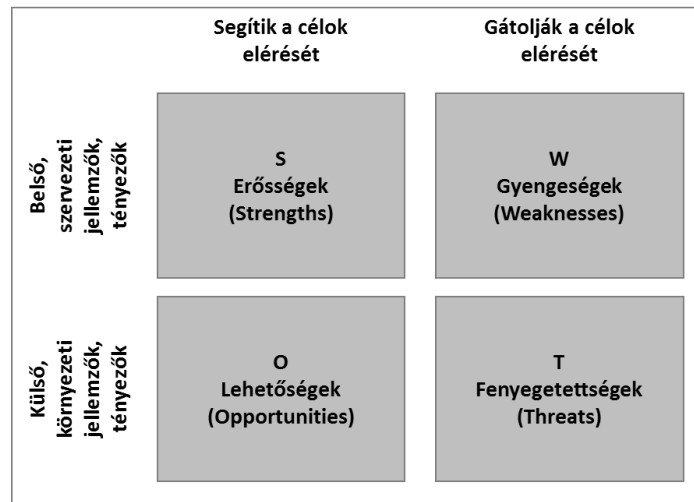 Segítik a célok
elérését
Gátolják a célok
elérését
Belső,
szervezeti
jellemzők,
tényezők
S
Erősségek
(Strengths)
W
Gyengeségek
(Weaknesses)
Külső,
környezeti
jellemzők,
tényezők
O
Lehetőségek
(Opportunities)
T
Fenyegetettségek
(Threats)